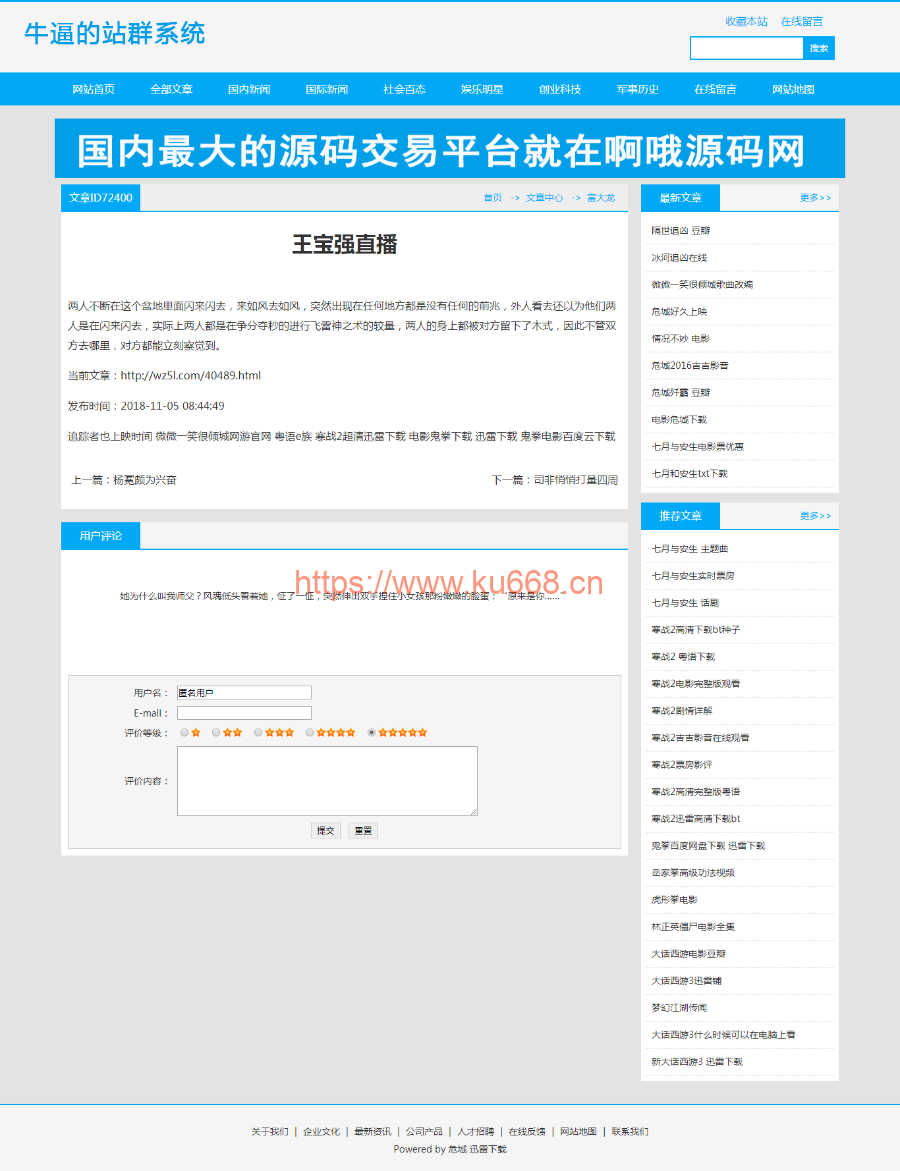 牛逼的站群系统
收藏本站 在线留言
搜索
网站首页 全部文章 国内新闻 国际新闻 社会百态 娱乐明星 创业科技 军事历史 在线留言 网站地图
国内最大的源码交易平台就在啊哦源码网
文章ID72400
首页 -> 文章中心 -> 富大龙
王宝强直播
两人不断在这个盆地里面闪来闪去，来如风去如风，突然出现在任何地方都是没有任何的前兆，外人看去还以为他们两
人是在闪来闪去，实际上两人都是在争分夺秒的进行飞雷神之术的较量，两人的身上都被对方留下了术式，因此不管双
方去哪里，对方都能立刻察觉到。
当前文章：http://wz5l.com/40489.html
发布时间：2018-11-05 08:44:49
追踪者也上映时间 微微一笑很倾城网游官网 粤语e族 寒战2超清迅雷下载 电影鬼拳下载 迅雷下载 鬼拳电影百度云下载
上一篇：杨冕颇为兴奋
下一篇：司非悄悄打量四周
用户评论
https://www.ku668.cn
她为什么叫我师父？风魂低头看着她，怔了一怔，突然伸出双手捏住小女孩那粉嫩嫩的脸蛋：“原来是你……”
用户名： 匿名用户
E-mail：
评价等级：
评价内容：
提交 重置
最新文章 更多>>
隔世追凶 豆瓣
冰河追凶在线
微微一笑很倾城歌曲改编
危城好久上映
情况不妙 电影
危城2016吉吉影音
危城歼霸 豆瓣
电影危城下载
七月与安生电影票优惠
七月和安生txt下载
推荐文章 更多>>
七月与安生 主题曲
七月与安生实时票房
七月与安生 话剧
寒战2高清下载bt种子
寒战2 粤语下载
寒战2电影完整版观看
寒战2剧情详解
寒战2吉吉影音在线观看
寒战2票房影评
寒战2高清完整版粤语
寒战2迅雷高清下载bt
鬼拳百度网盘下载 迅雷下载
岳家拳高级功法视频
虎形拳电影
林正英僵尸电影全集
大话西游电影豆瓣
大话西游3迅雷铺
梦幻江湖传闻
大话西游3什么时候可以在电脑上看
新大话西游3 迅雷下载
关于我们 | 企业文化 | 最新资讯 | 公司产品 | 人才招聘 | 在线反馈 | 网站地图 | 联系我们
Powered by 危城 迅雷下载